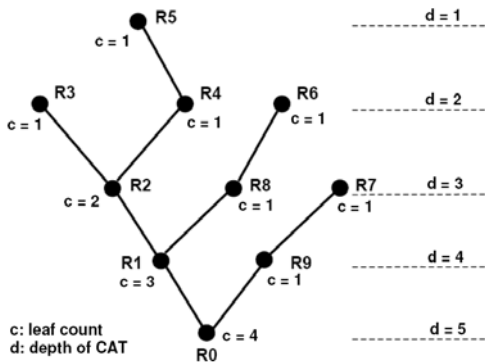 R5 d = 1
c = 1
R3 R4 R6 d = 2
c = 1 c = 1 c = 1
R2 R8 R7 d = 3
c = 2 c = 1 c = 1
R1 R9 d = 4
c = 3 c = 1
c: leaf count
d: depth of CAT c = 4 d = 5
R0